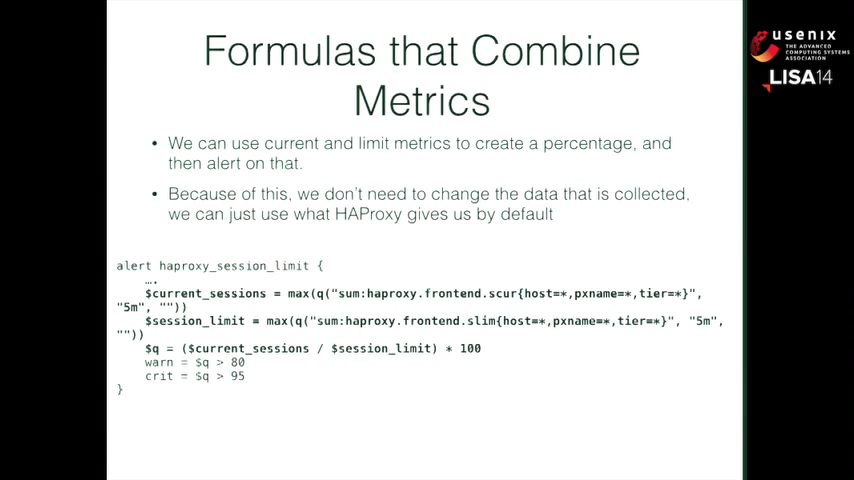 Formulas that Combine
Metrics
• We can use current and limit metrics to create a percentage, and
then alert on that.
• Because of this, we don't need to change the data that is collected,
we can just use what HAProxy gives us by default
alert haproxy_session_limit {
….
$current_sessions = max(q("sum:haproxy.frontend.scur{host=*,pxname=*,tier=*}",
"5m", ""))
$session_limit = max(q("sum:haproxy.frontend.slim{host=*,pxname=*,tier=*}", "5m",
""))
$q = ($current_sessions / $session_limit) * 100
warn = $q > 80
crit = $q > 95
}
usenix
THE ADVANCED
COMPUTING SYSTEMS
ASSOCIATION
LISA14